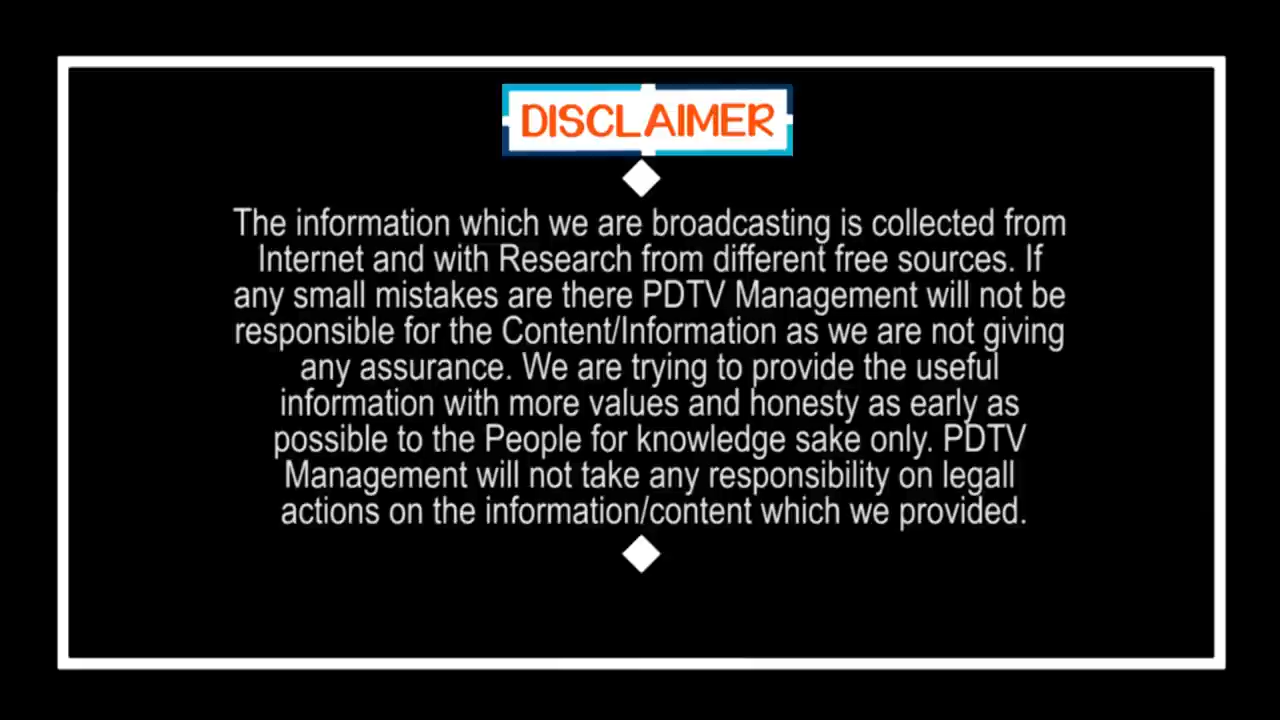 DISCLAIMER
The information which we are broadcasting is collected from
Internet and with Research from different free sources. If
any small mistakes are there PDTV Management will not be
responsible for the Content/Information as we are not giving
any assurance. We are trying to provide the useful
information with more values and honesty as early as
possible to the People for knowledge sake only. PDTV
Management will not take any responsibility on legall
actions on the information/content which we provided.